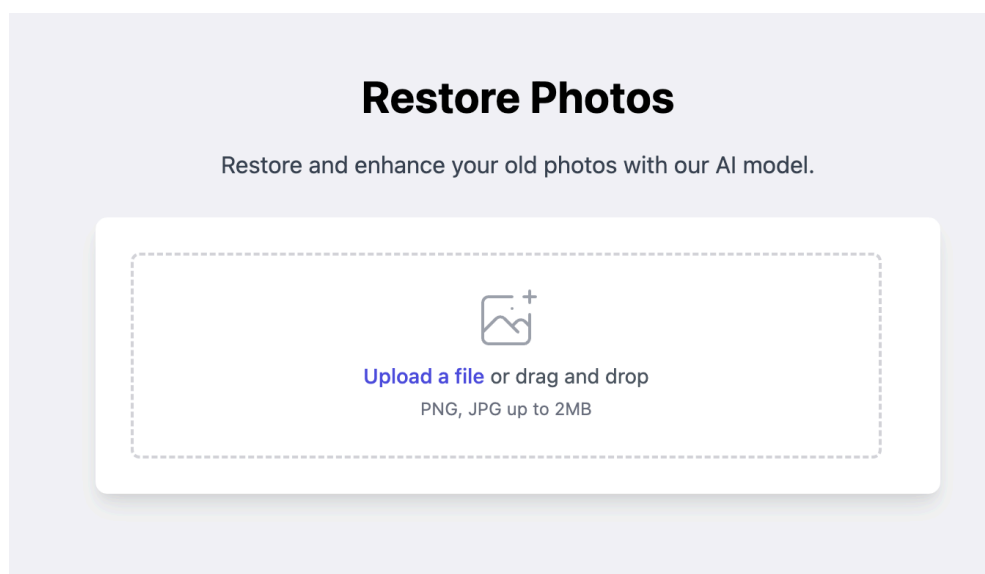 Restore Photos
Restore and enhance your old photos with our AI model.
Upload a file or drag and drop
PNG, JPG up to 2MB